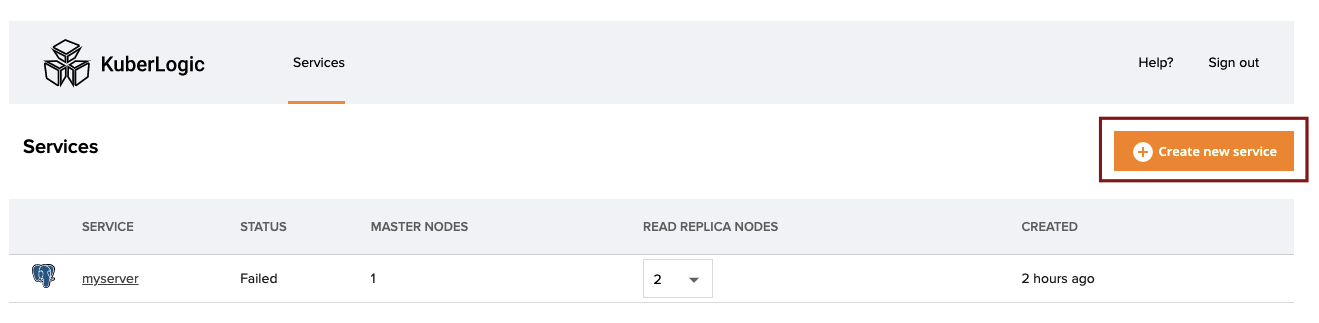 KuberLogic Services Help? Sign out
Services
Create new service
SERVICE STATUS MASTER NODES READ REPLICA NODES CREATED
myserver Failed 1 2 2 hours ago